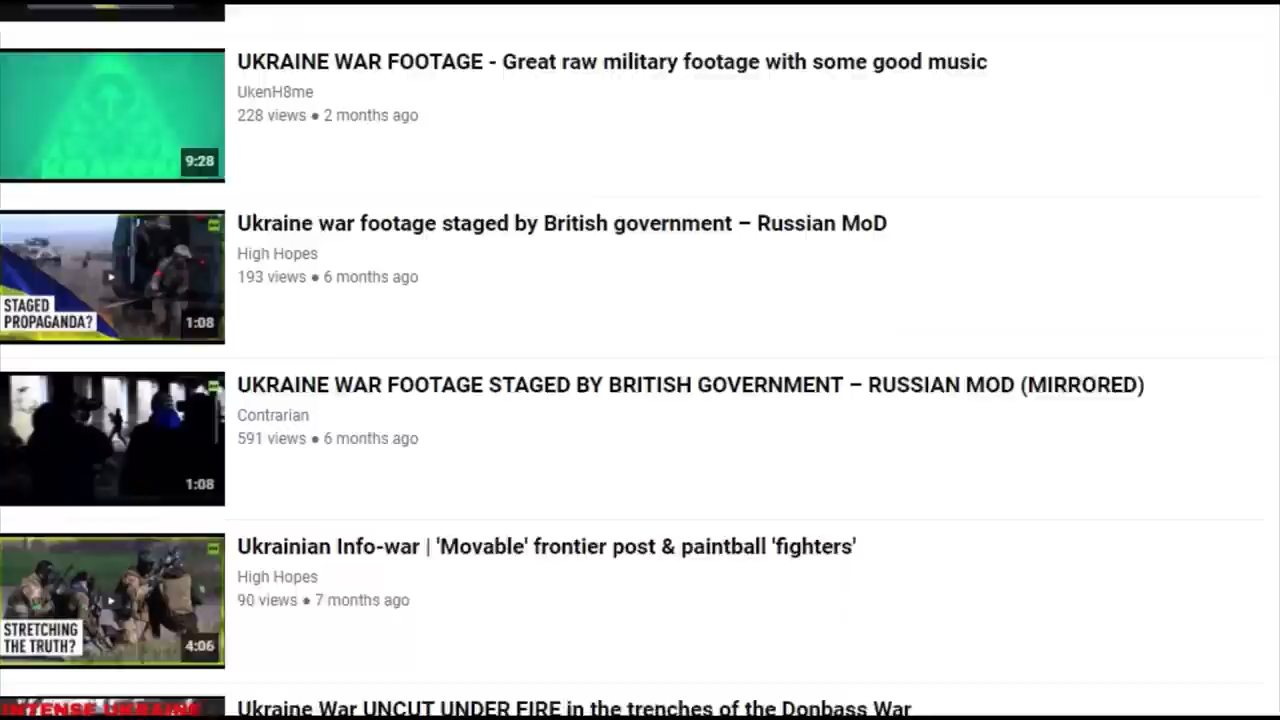 UKRAINE WAR FOOTAGE - Great raw military footage with some good music
UkenH8me
228 views • 2 months ago
9:28
Ukraine war footage staged by British government – Russian MoD
High Hopes
193 views • 6 months ago
STAGED
PROPAGANDA?
1:08
UKRAINE WAR FOOTAGE STAGED BY BRITISH GOVERNMENT – RUSSIAN MOD (MIRRORED)
Contrarian
591 views • 6 months ago
1:08
Ukrainian Info-war | 'Movable' frontier post & paintball 'fighters'
High Hopes
90 views • 7 months ago
STRETCHING
THE TRUTH?
4:06
INTENSE UKRAINE
Ukraine War UNCUT UNDER FIRE in the trenches of the Donbass War